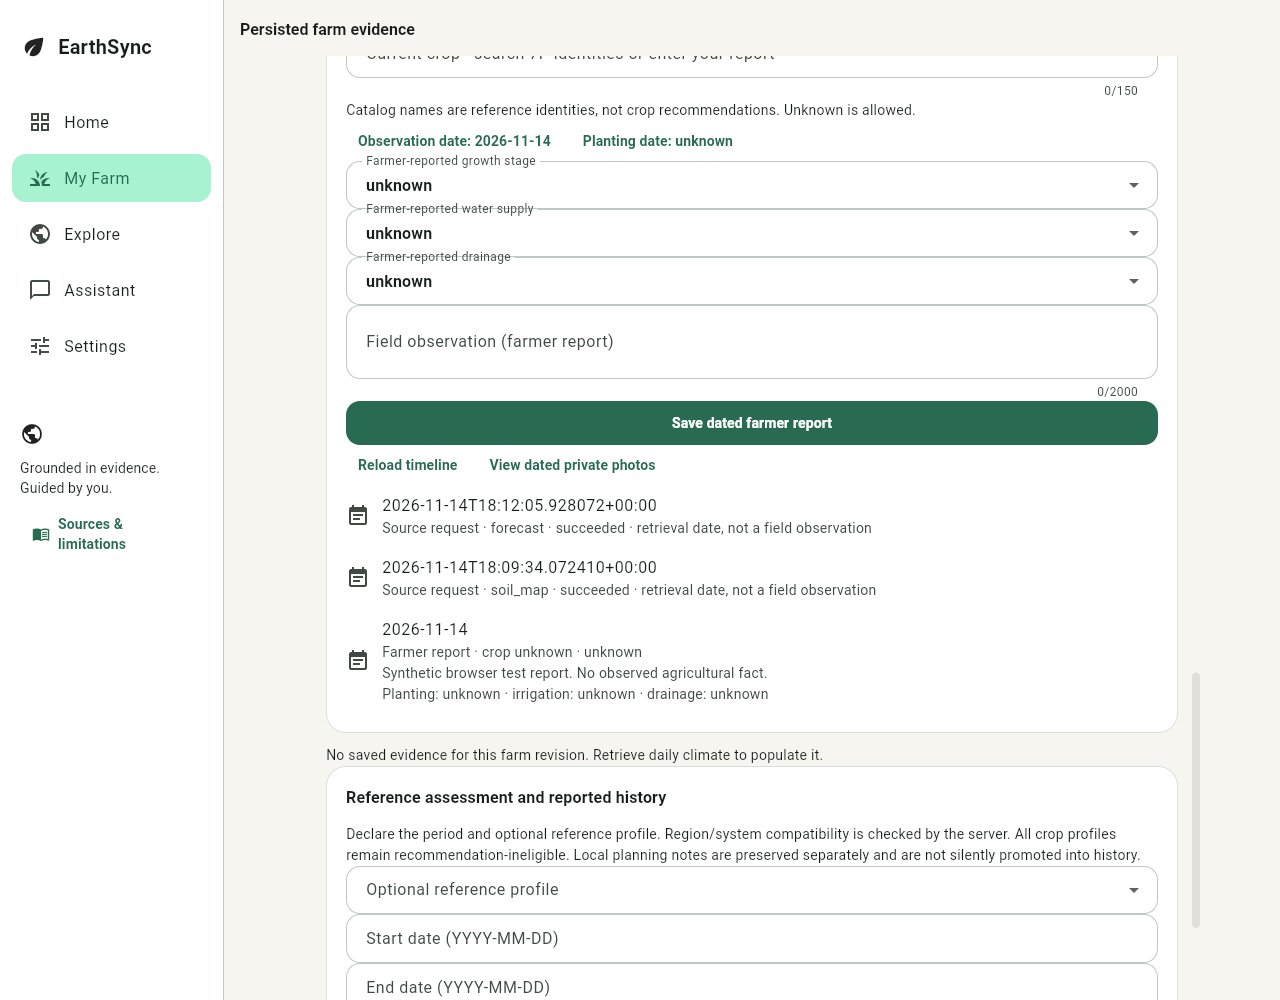 EarthSync
Home
My Farm
Explore
Assistant
Settings
Grounded in evidence.
Guided by you.
Sources &
limitations
Persisted farm evidence
0/150
Catalog names are reference identities, not crop recommendations. Unknown is allowed.
Observation date: 2026-11-14 Planting date: unknown
Farmer-reported growth stage
unknown
Farmer-reported water supply
unknown
Farmer-reported drainage
unknown
Field observation (farmer report)
0/2000
Save dated farmer report
Reload timeline View dated private photos
2026-11-14T18:12:05.928072+00:00
Source request · forecast · succeeded · retrieval date, not a field observation
2026-11-14T18:09:34.072410+00:00
Source request · soil_map · succeeded · retrieval date, not a field observation
2026-11-14
Farmer report · crop unknown · unknown
Synthetic browser test report. No observed agricultural fact.
Planting: unknown · irrigation: unknown · drainage: unknown
No saved evidence for this farm revision. Retrieve daily climate to populate it.
Reference assessment and reported history
Declare the period and optional reference profile. Region/system compatibility is checked by the server. All crop profiles
remain recommendation-ineligible. Local planning notes are preserved separately and are not silently promoted into history.
Optional reference profile
Start date (YYYY-MM-DD)
End date (YYYY-MM-DD)